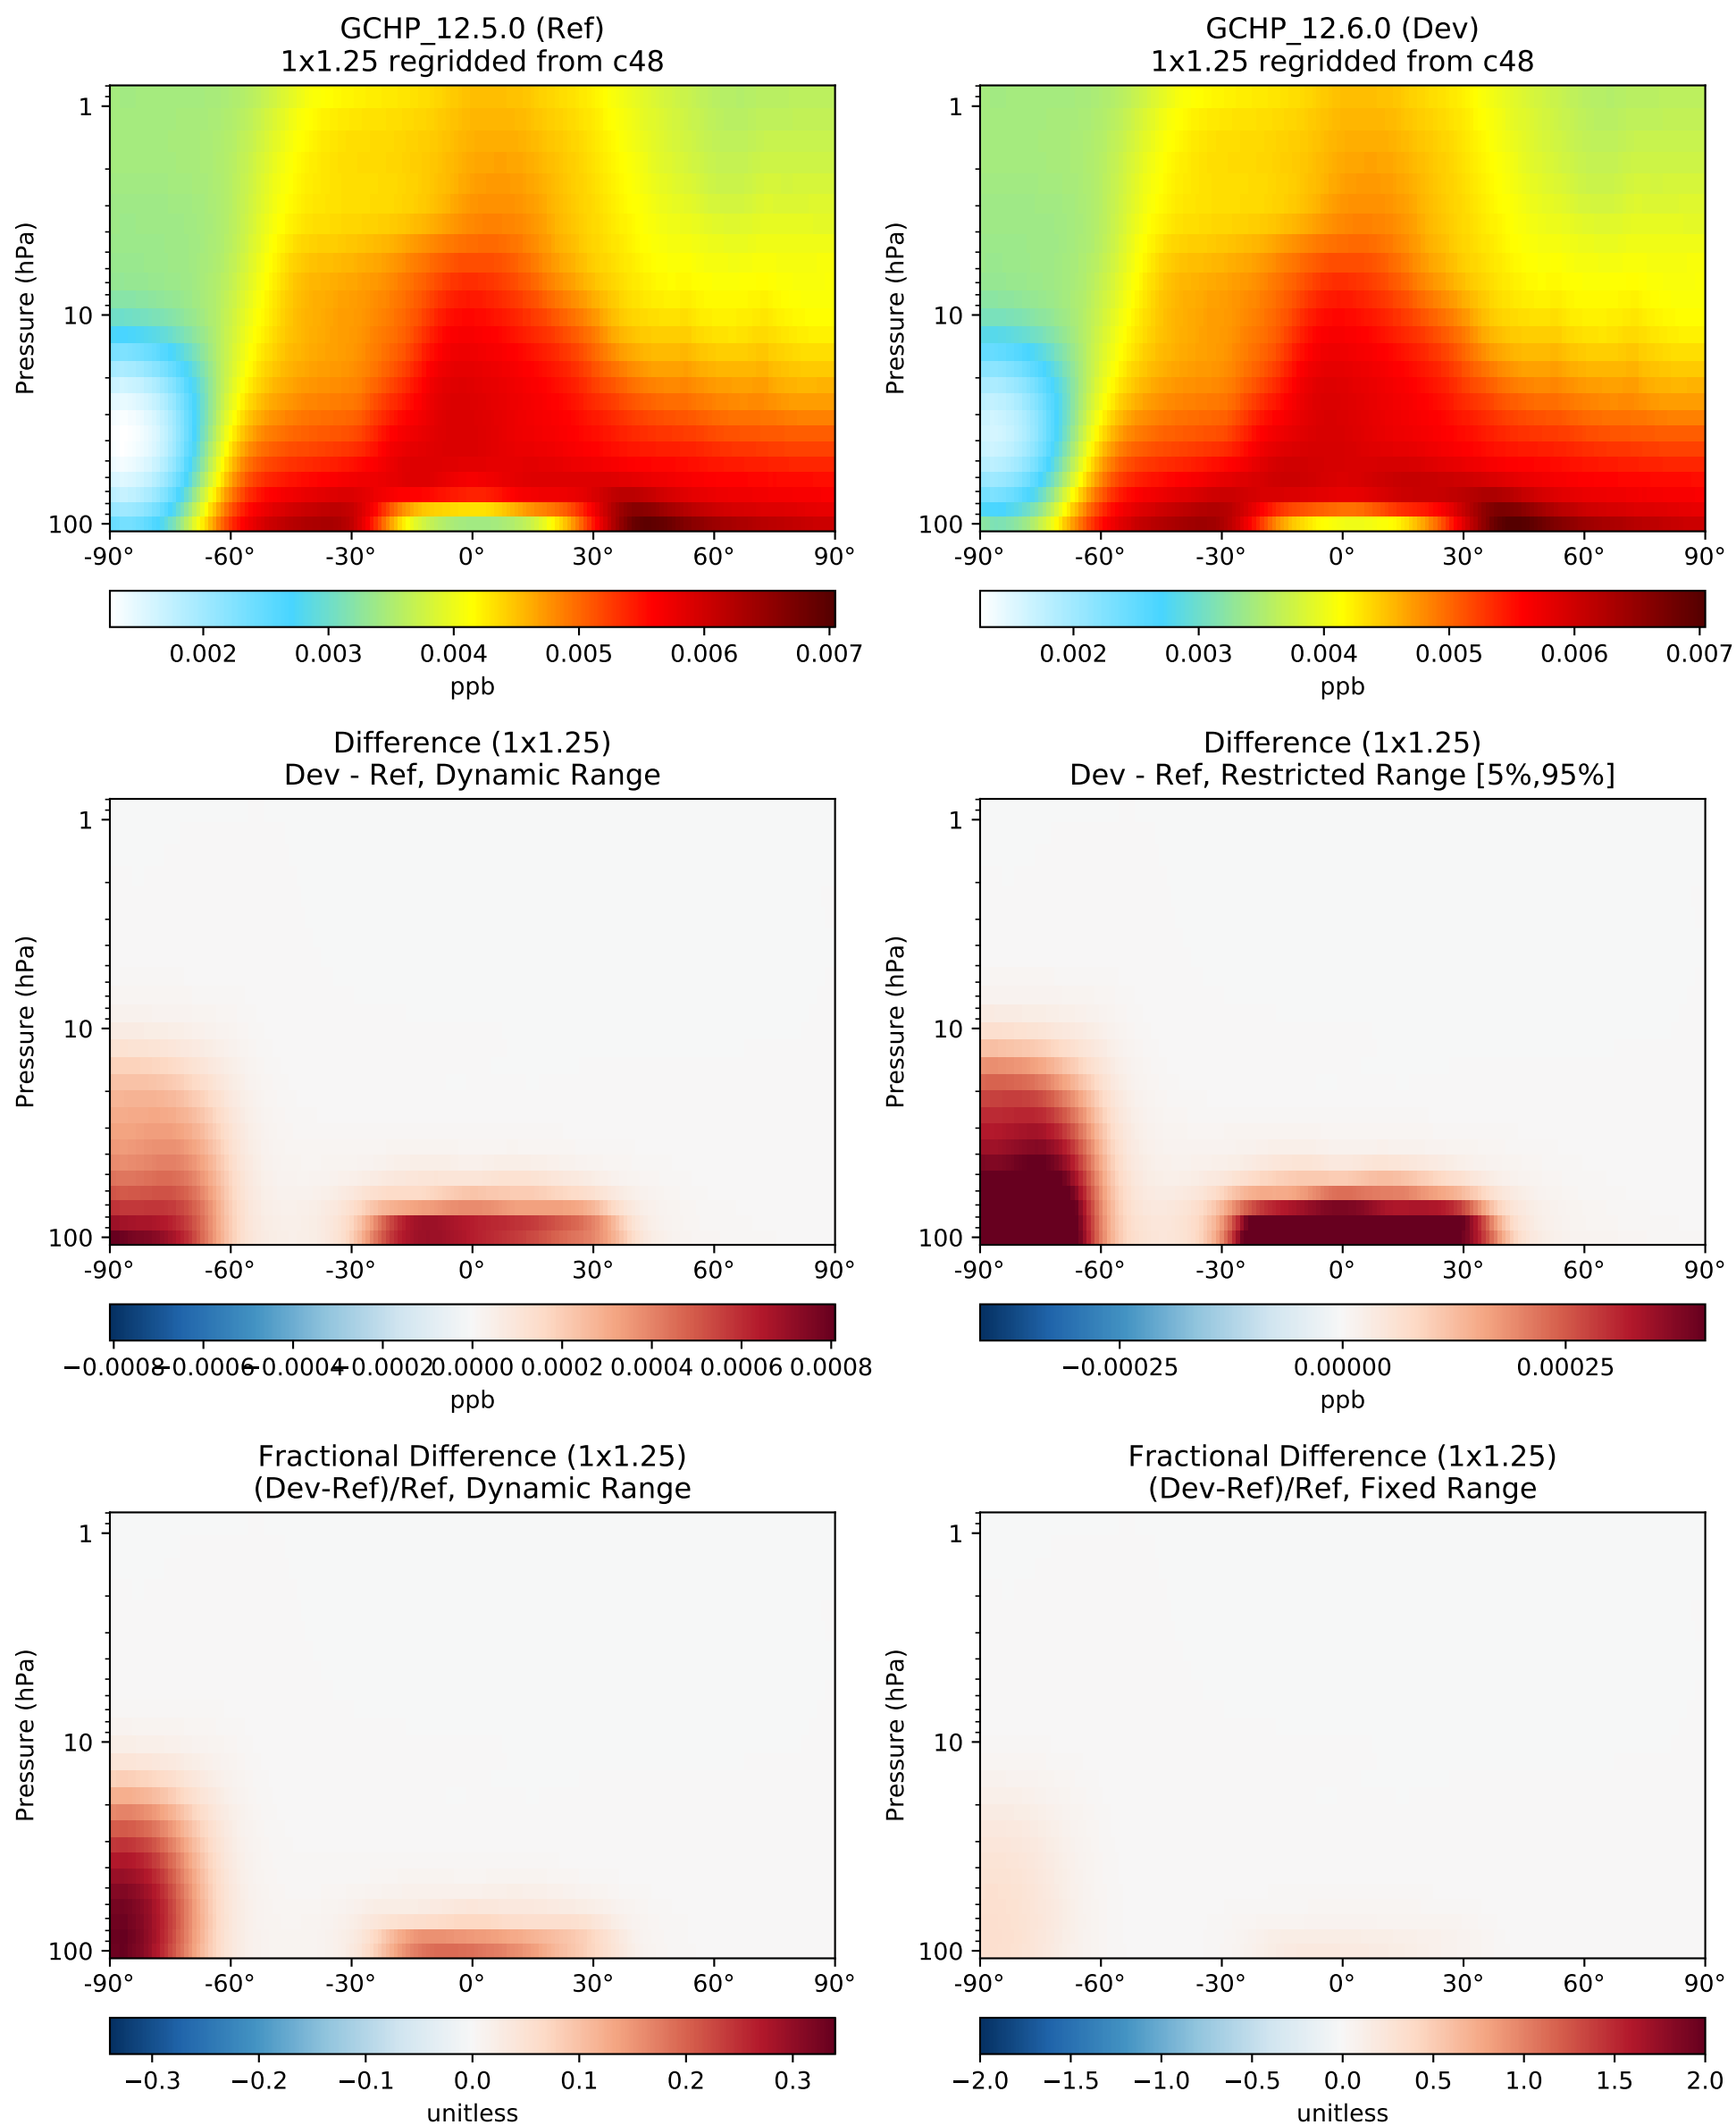 GCHP_12.5.0 (Ref)
1x1.25 regridded from c48
Pressure (hPa)
1
10
100
-90° -60° -30° 0° 30° 60° 90°
0.002 0.003 0.004 0.005 0.006 0.007
ppb
GCHP_12.6.0 (Dev)
1x1.25 regridded from c48
Pressure (hPa)
1
10
100
-90° -60° -30° 0° 30° 60° 90°
0.002 0.003 0.004 0.005 0.006 0.007
ppb
Difference (1x1.25)
Dev - Ref, Dynamic Range
Pressure (hPa)
1
10
100
-90° -60° -30° 0° 30° 60° 90°
−0.0008 −0.0006 −0.0004 −0.0002 0.0000 0.0002 0.0004 0.0006 0.0008
ppb
Difference (1x1.25)
Dev - Ref, Restricted Range [5%,95%]
Pressure (hPa)
1
10
100
-90° -60° -30° 0° 30° 60° 90°
−0.00025 0.00000 0.00025
ppb
Fractional Difference (1x1.25)
(Dev-Ref)/Ref, Dynamic Range
Pressure (hPa)
1
10
100
-90° -60° -30° 0° 30° 60° 90°
−0.3 −0.2 −0.1 0.0 0.1 0.2 0.3
unitless
Fractional Difference (1x1.25)
(Dev-Ref)/Ref, Fixed Range
Pressure (hPa)
1
10
100
-90° -60° -30° 0° 30° 60° 90°
−2.0 −1.5 −1.0 −0.5 0.0 0.5 1.0 1.5 2.0
unitless